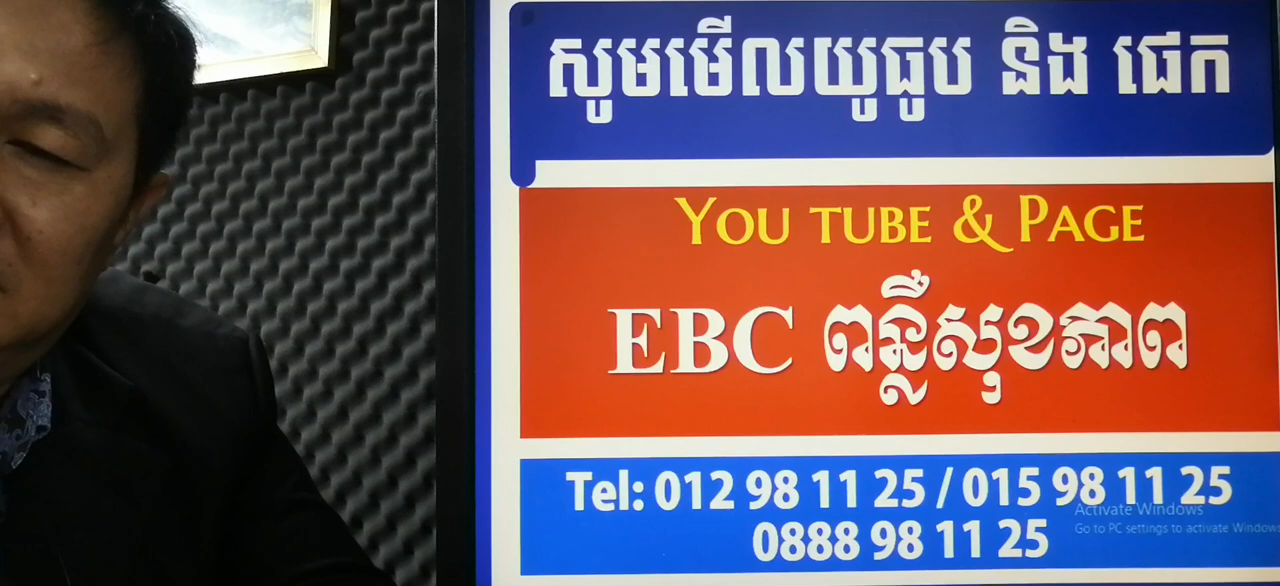 សូមមើលយូធូប និង ផេក
YOU TUBE & PAGE
EBC ពន្លឺសុខភាព
Tel: 012 98 11 25 / 015 98 11 25
0888 98 11 25
Activate Windows
Go to PC settings to activate Windows